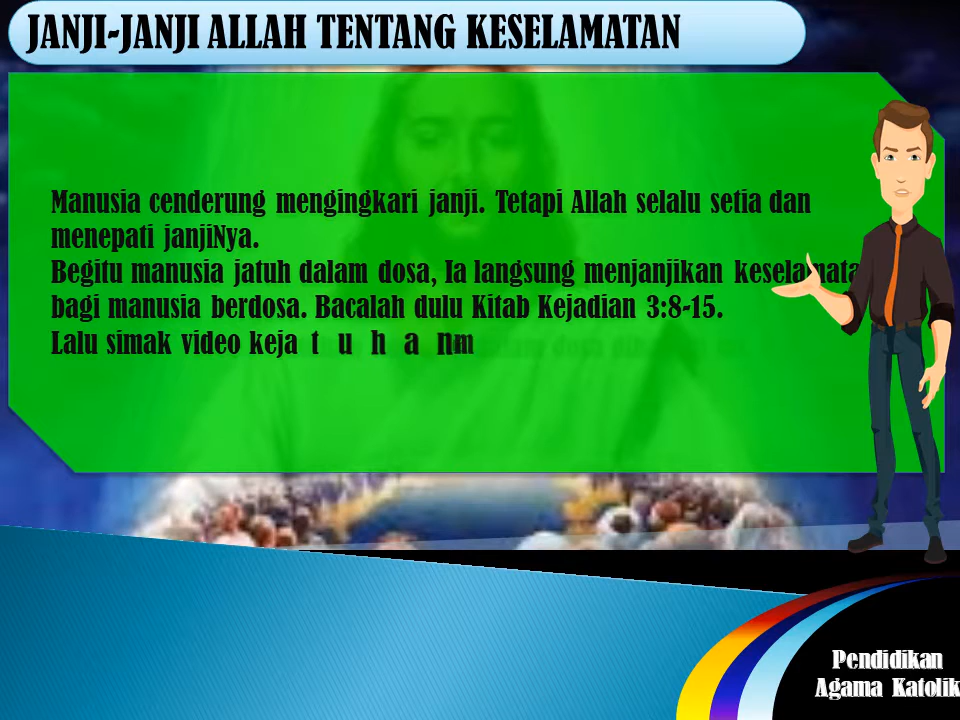 JANJI-JANJI ALLAH TENTANG KESELAMATAN
Manusia cenderung mengingkari janji. Tetapi Allah selalu setia dan
menepati janjiNya.
Begitu manusia jatuh dalam dosa, Ia langsung menjanjikan keselamata
bagi manusia berdosa. Bacalah dulu Kitab Kejadian 3:8-15.
Lalu simak video keja t u h a n m
Pendidikan
Agama Katolik